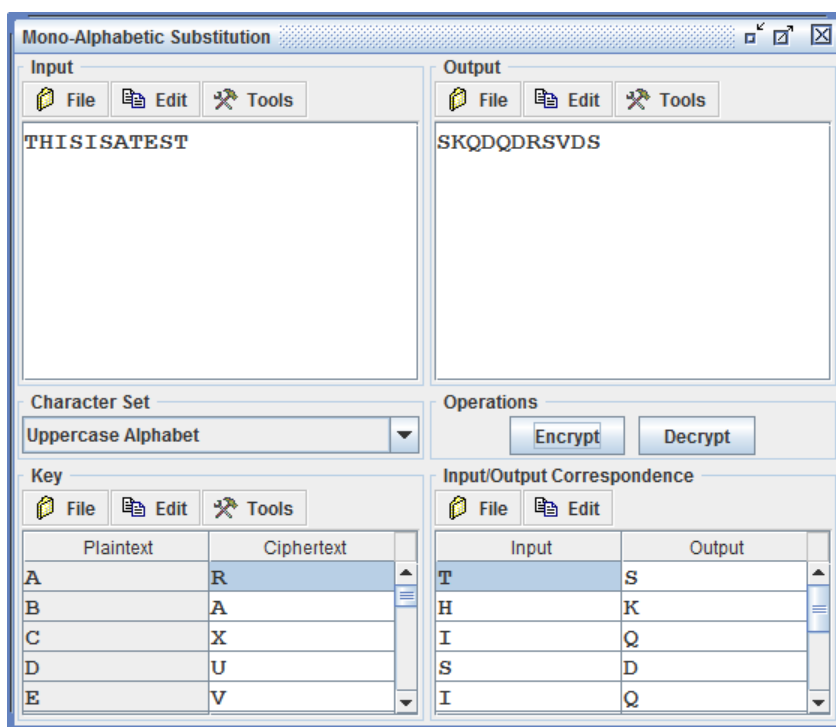 Mono-Alphabetic Substitution
Input
File Edit Tools
THISISATEST
Output
File Edit Tools
SKQDQDRSVDS
Character Set
Uppercase Alphabet
Operations
Encrypt Decrypt
Key
File Edit Tools
Plaintext Ciphertext
A R
B A
C X
D U
E V
Input/Output Correspondence
File Edit
Input Output
T S
H K
I Q
S D
I Q